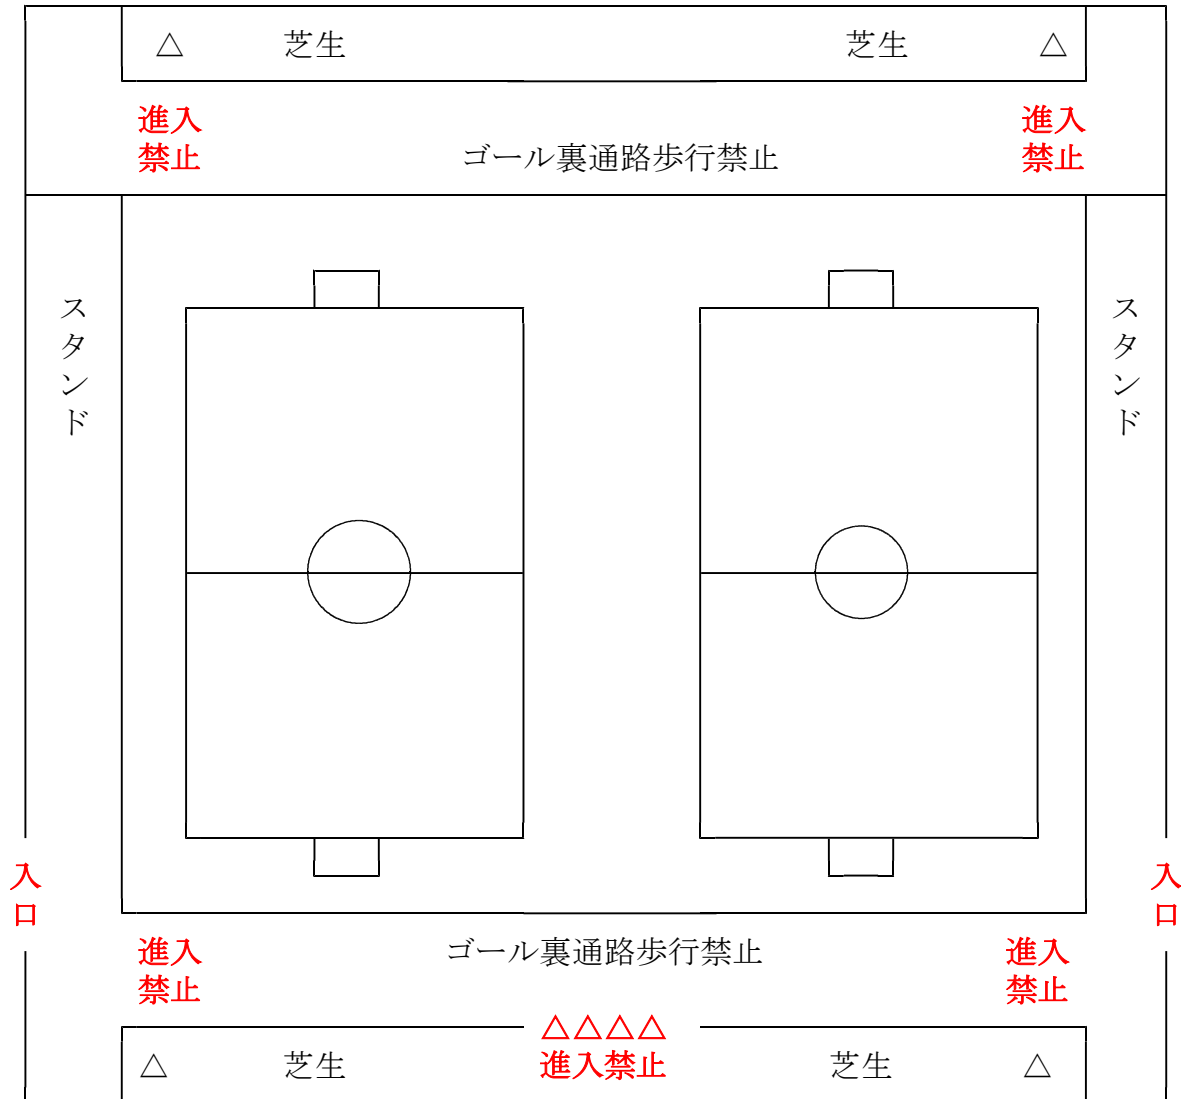 △ 芝生 芝生 △
進入
禁止
進入
禁止
ゴール裏通路歩行禁止
スタンド
スタンド
入口
入口
進入
禁止
ゴール裏通路歩行禁止
進入
禁止
△△△△
進入禁止
△ 芝生 芝生 △